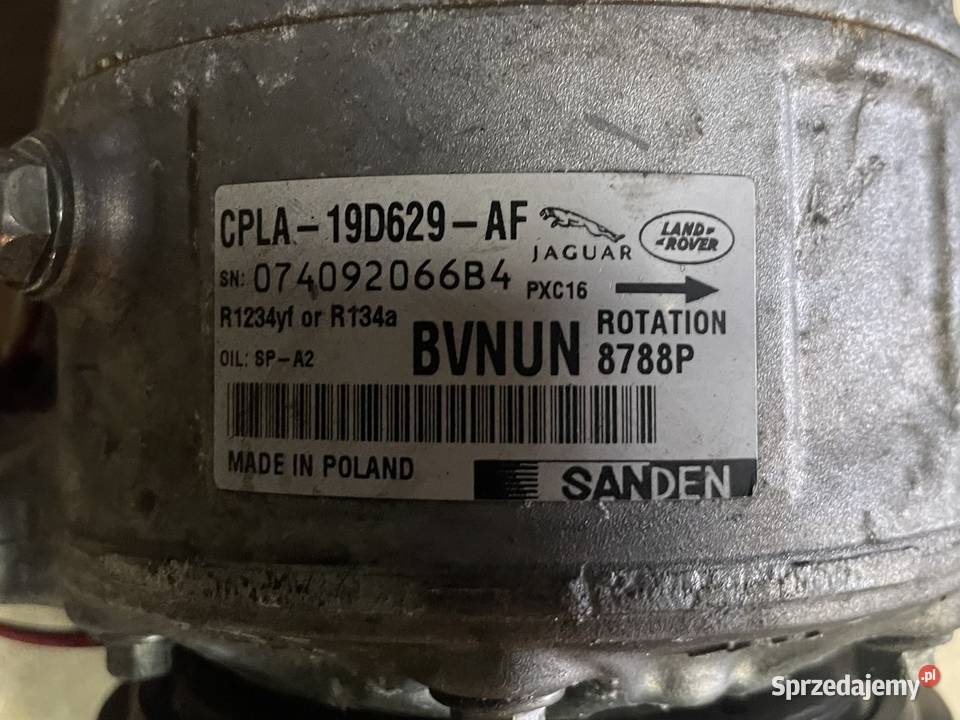 CPLA-19D629-AF
JAGUAR
LAND-
-ROVER
SN: 074092066B4
PXC16
R1234yf or R134a
BVNUN
ROTATION
OIL: SP-A2
8788P
MADE IN POLAND
SANDEN
Sprzedajemy.pl